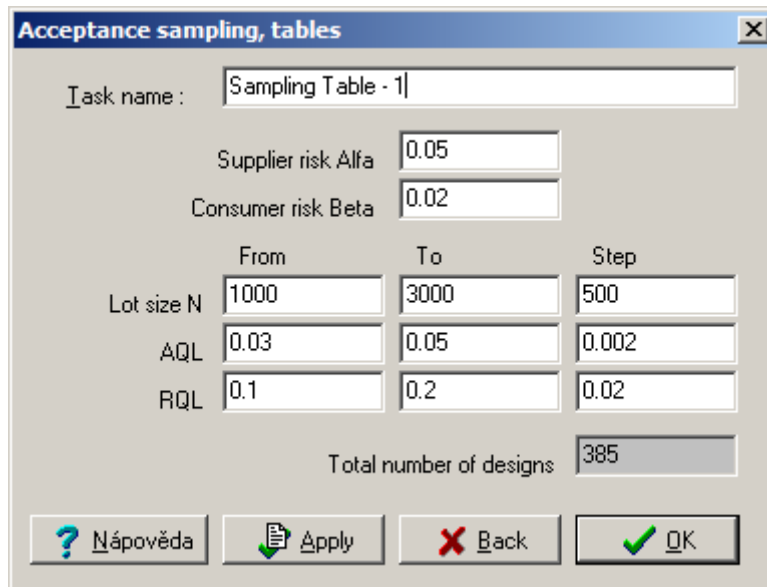 Acceptance sampling, tables
Task name : Sampling Table - 1
Supplier risk Alfa 0.05
Consumer risk Beta 0.02
From To Step
Lot size N 1000 3000 500
AQL 0.03 0.05 0.002
RQL 0.1 0.2 0.02
Total number of designs 385
Nápověda Apply Back OK